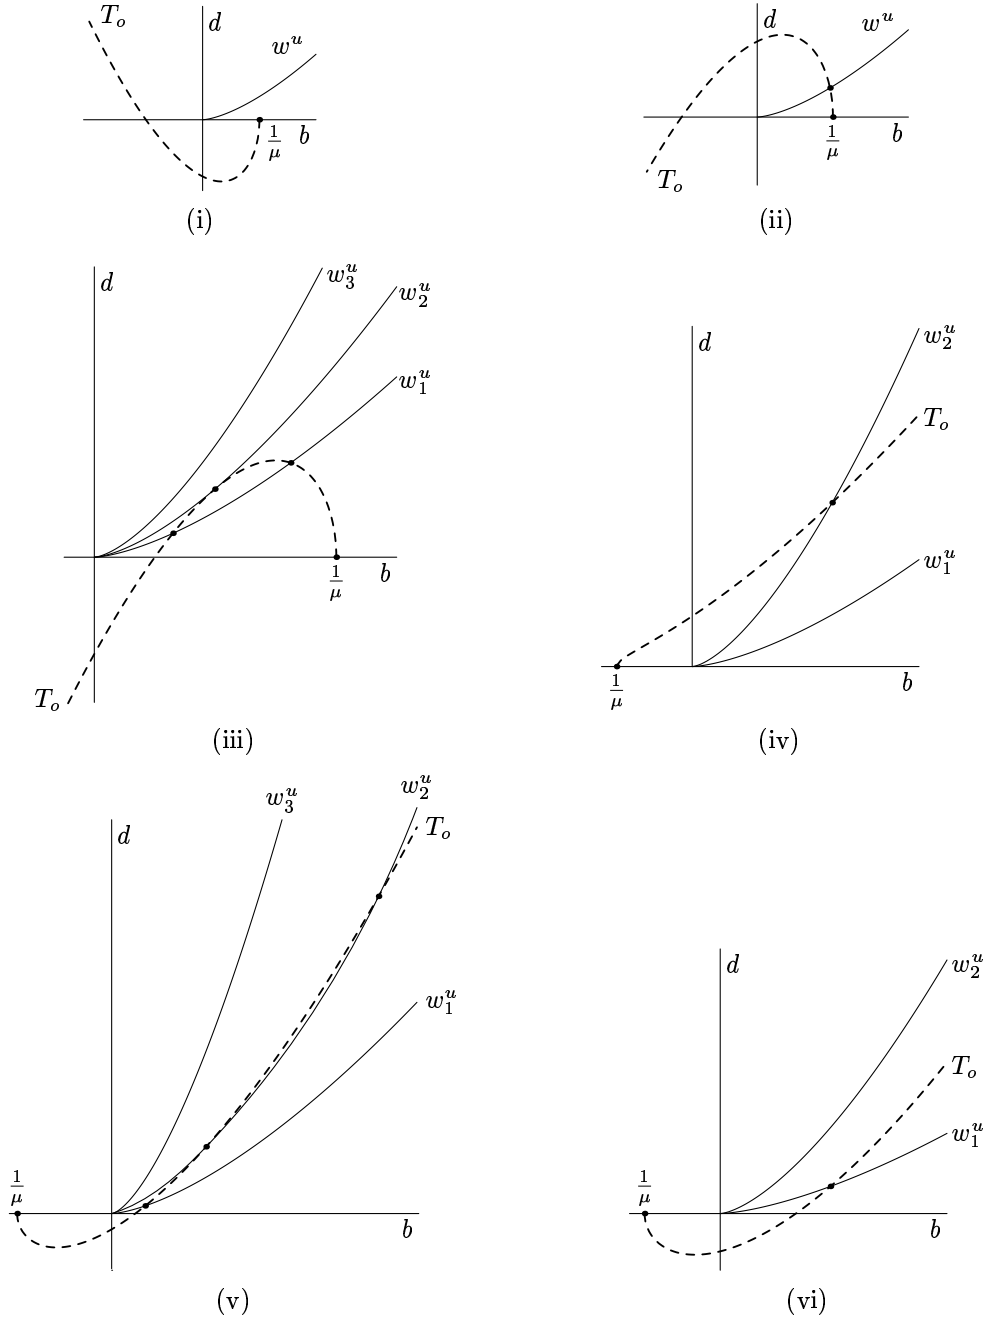 T_o
d
w^u
1/μ
b
(i)
d
w^u
1/μ
b
T_o
(ii)
d
w_3^u
w_2^u
w_1^u
1/μ
b
T_o
(iii)
d
w_2^u
T_o
w_1^u
1/μ
b
(iv)
w_3^u
w_2^u
d
T_o
w_1^u
1/μ
b
(v)
d
w_2^u
T_o
w_1^u
1/μ
b
(vi)